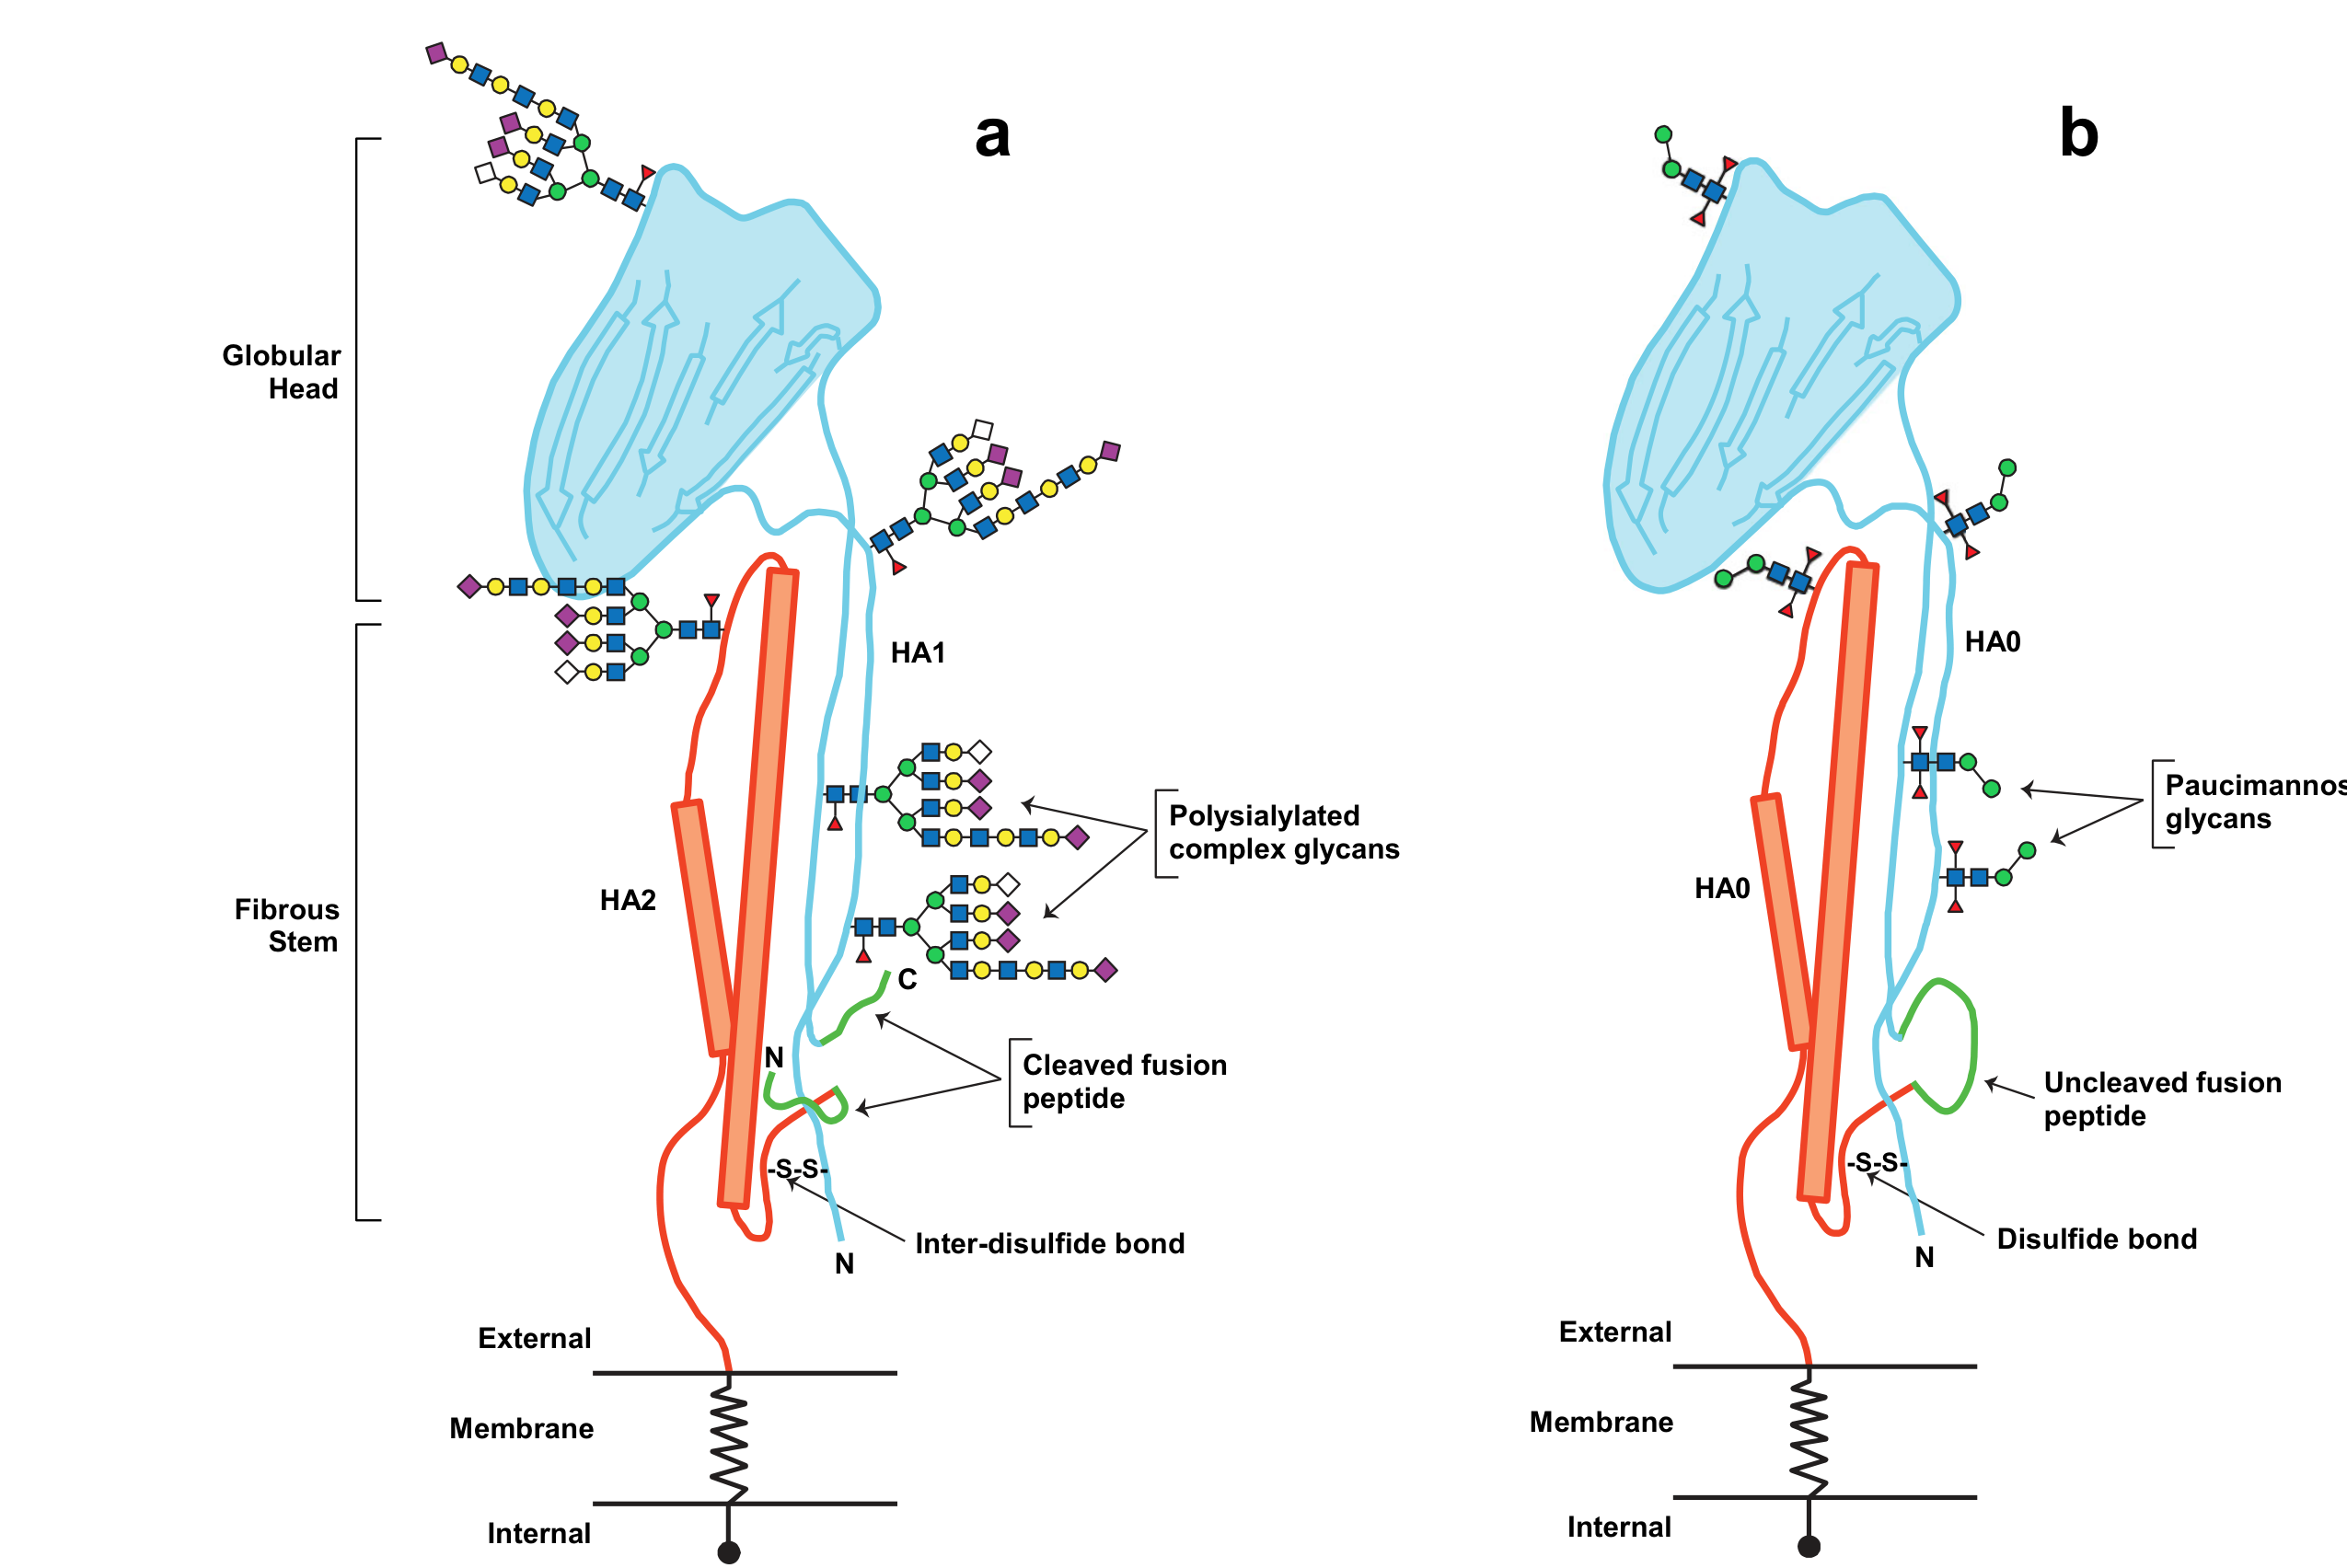 a
Globular
Head
HA1
HA2
Fibrous
Stem
Polysialylated
complex glycans
C
N
Cleaved fusion
peptide
-S-S-
Inter-disulfide bond
N
External
Membrane
Internal
b
HA0
HA0
Paucimannos
glycans
Uncleaved fusion
peptide
-S-S-
Disulfide bond
N
External
Membrane
Internal